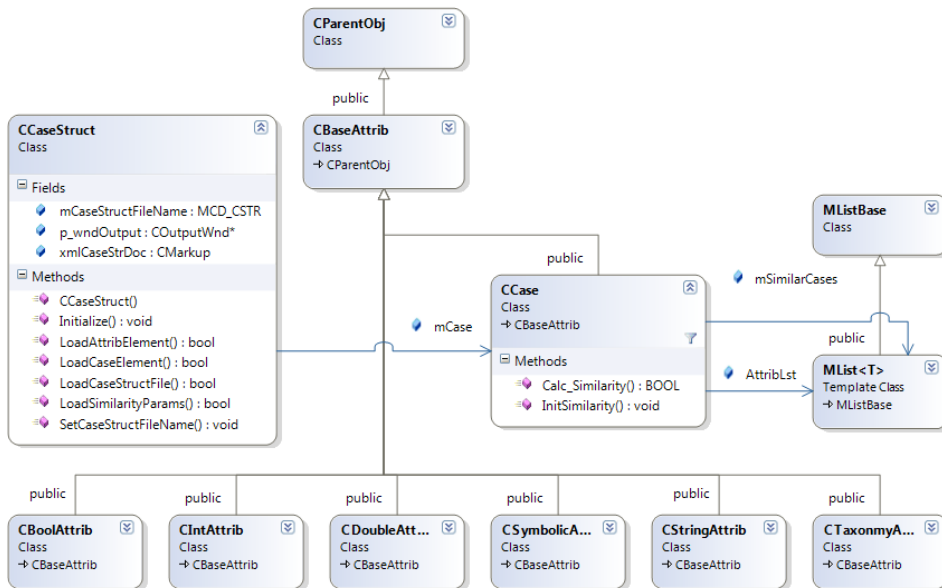 CParentObj
Class
public
CBaseAttrib
Class
CParentObj
CCaseStruct
Class
Fields
mCaseStructFileName : MCD_CSTR
p_wndOutput : COutputWnd*
xmlCaseStrDoc : CMarkup
Methods
CCaseStruct()
Initialize() : void
LoadAttribElement() : bool
LoadCaseElement() : bool
LoadCaseStructFile() : bool
LoadSimilarityParams() : bool
SetCaseStructFileName() : void
mCase
public
CCase
Class
CBaseAttrib
Methods
Calc_Similarity() : BOOL
InitSimilarity() : void
MListBase
Class
mSimilarCases
public
AttribLst
MList<T>
Template Class
MListBase
public
public
public
public
public
public
CBoolAttrib
Class
CBaseAttrib
CIntAttrib
Class
CBaseAttrib
CDoubleAtt...
Class
CBaseAttrib
CSymbolicA...
Class
CBaseAttrib
CStringAttrib
Class
CBaseAttrib
CTaxonmyA...
Class
CBaseAttrib